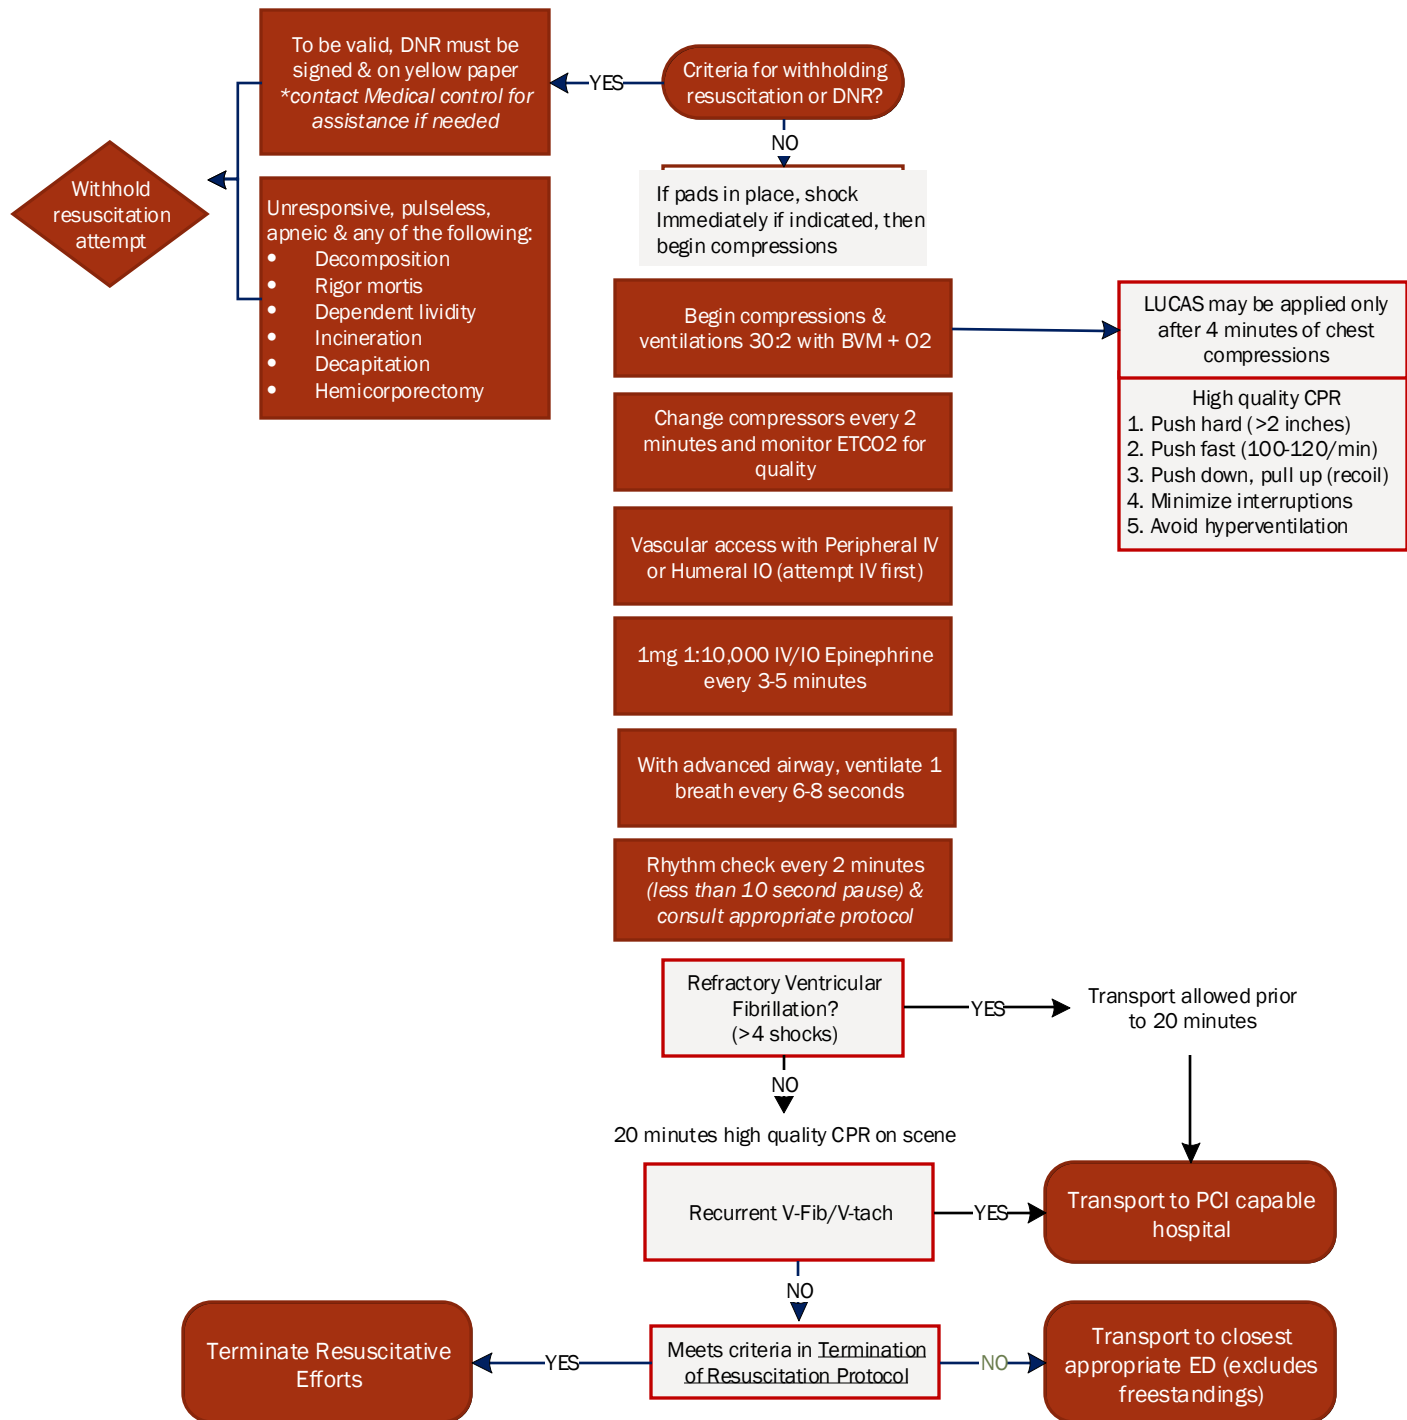 To be valid, DNR must be
signed & on yellow paper
*contact Medical control for
assistance if needed
YES
Criteria for withholding
resuscitation or DNR?
NO
Withhold
resuscitation
attempt
Unresponsive, pulseless,
apneic & any of the following:
• Decomposition
• Rigor mortis
• Dependent lividity
• Incineration
• Decapitation
• Hemicorporectomy
If pads in place, shock
Immediately if indicated, then
begin compressions
Begin compressions &
ventilations 30:2 with BVM + O2
LUCAS may be applied only
after 4 minutes of chest
compressions
High quality CPR
1. Push hard (>2 inches)
2. Push fast (100-120/min)
3. Push down, pull up (recoil)
4. Minimize interruptions
5. Avoid hyperventilation
Change compressors every 2
minutes and monitor ETCO2 for
quality
Vascular access with Peripheral IV
or Humeral IO (attempt IV first)
1mg 1:10,000 IV/IO Epinephrine
every 3-5 minutes
With advanced airway, ventilate 1
breath every 6-8 seconds
Rhythm check every 2 minutes
(less than 10 second pause) &
consult appropriate protocol
Refractory Ventricular
Fibrillation?
(>4 shocks)
YES
Transport allowed prior
to 20 minutes
NO
20 minutes high quality CPR on scene
Recurrent V-Fib/V-tach
YES
Transport to PCI capable
hospital
NO
Meets criteria in Termination
of Resuscitation Protocol
YES
Terminate Resuscitative
Efforts
NO
Transport to closest
appropriate ED (excludes
freestandings)